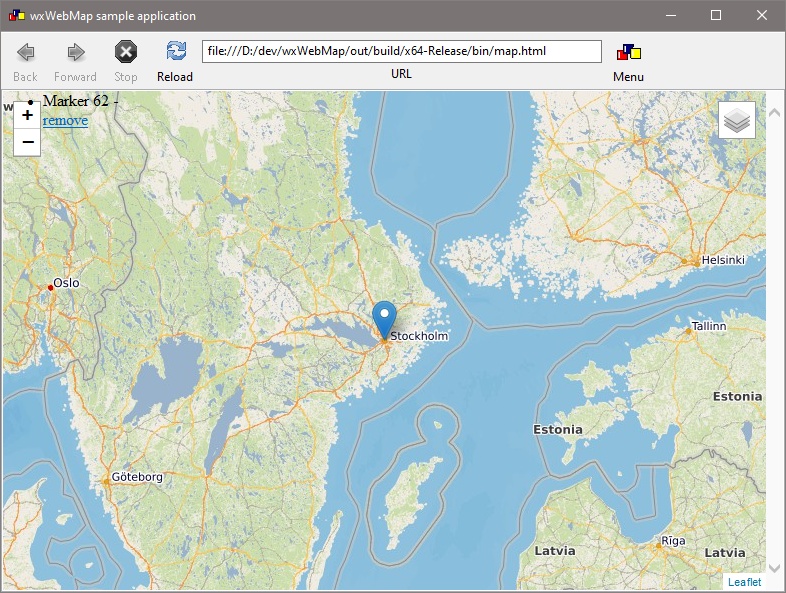 wxWebMap sample application
Back
Forward
Stop
Reload
file:///D:/dev/wxWebMap/out/build/x64-Release/bin/map.html
URL
Menu
w
• Marker 62 -
remove
+
−
Oslo
Helsinki
Stockholm
Tallinn
Estonia
Estonia
Göteborg
Rīga
Latvia
Latvia
Leaflet